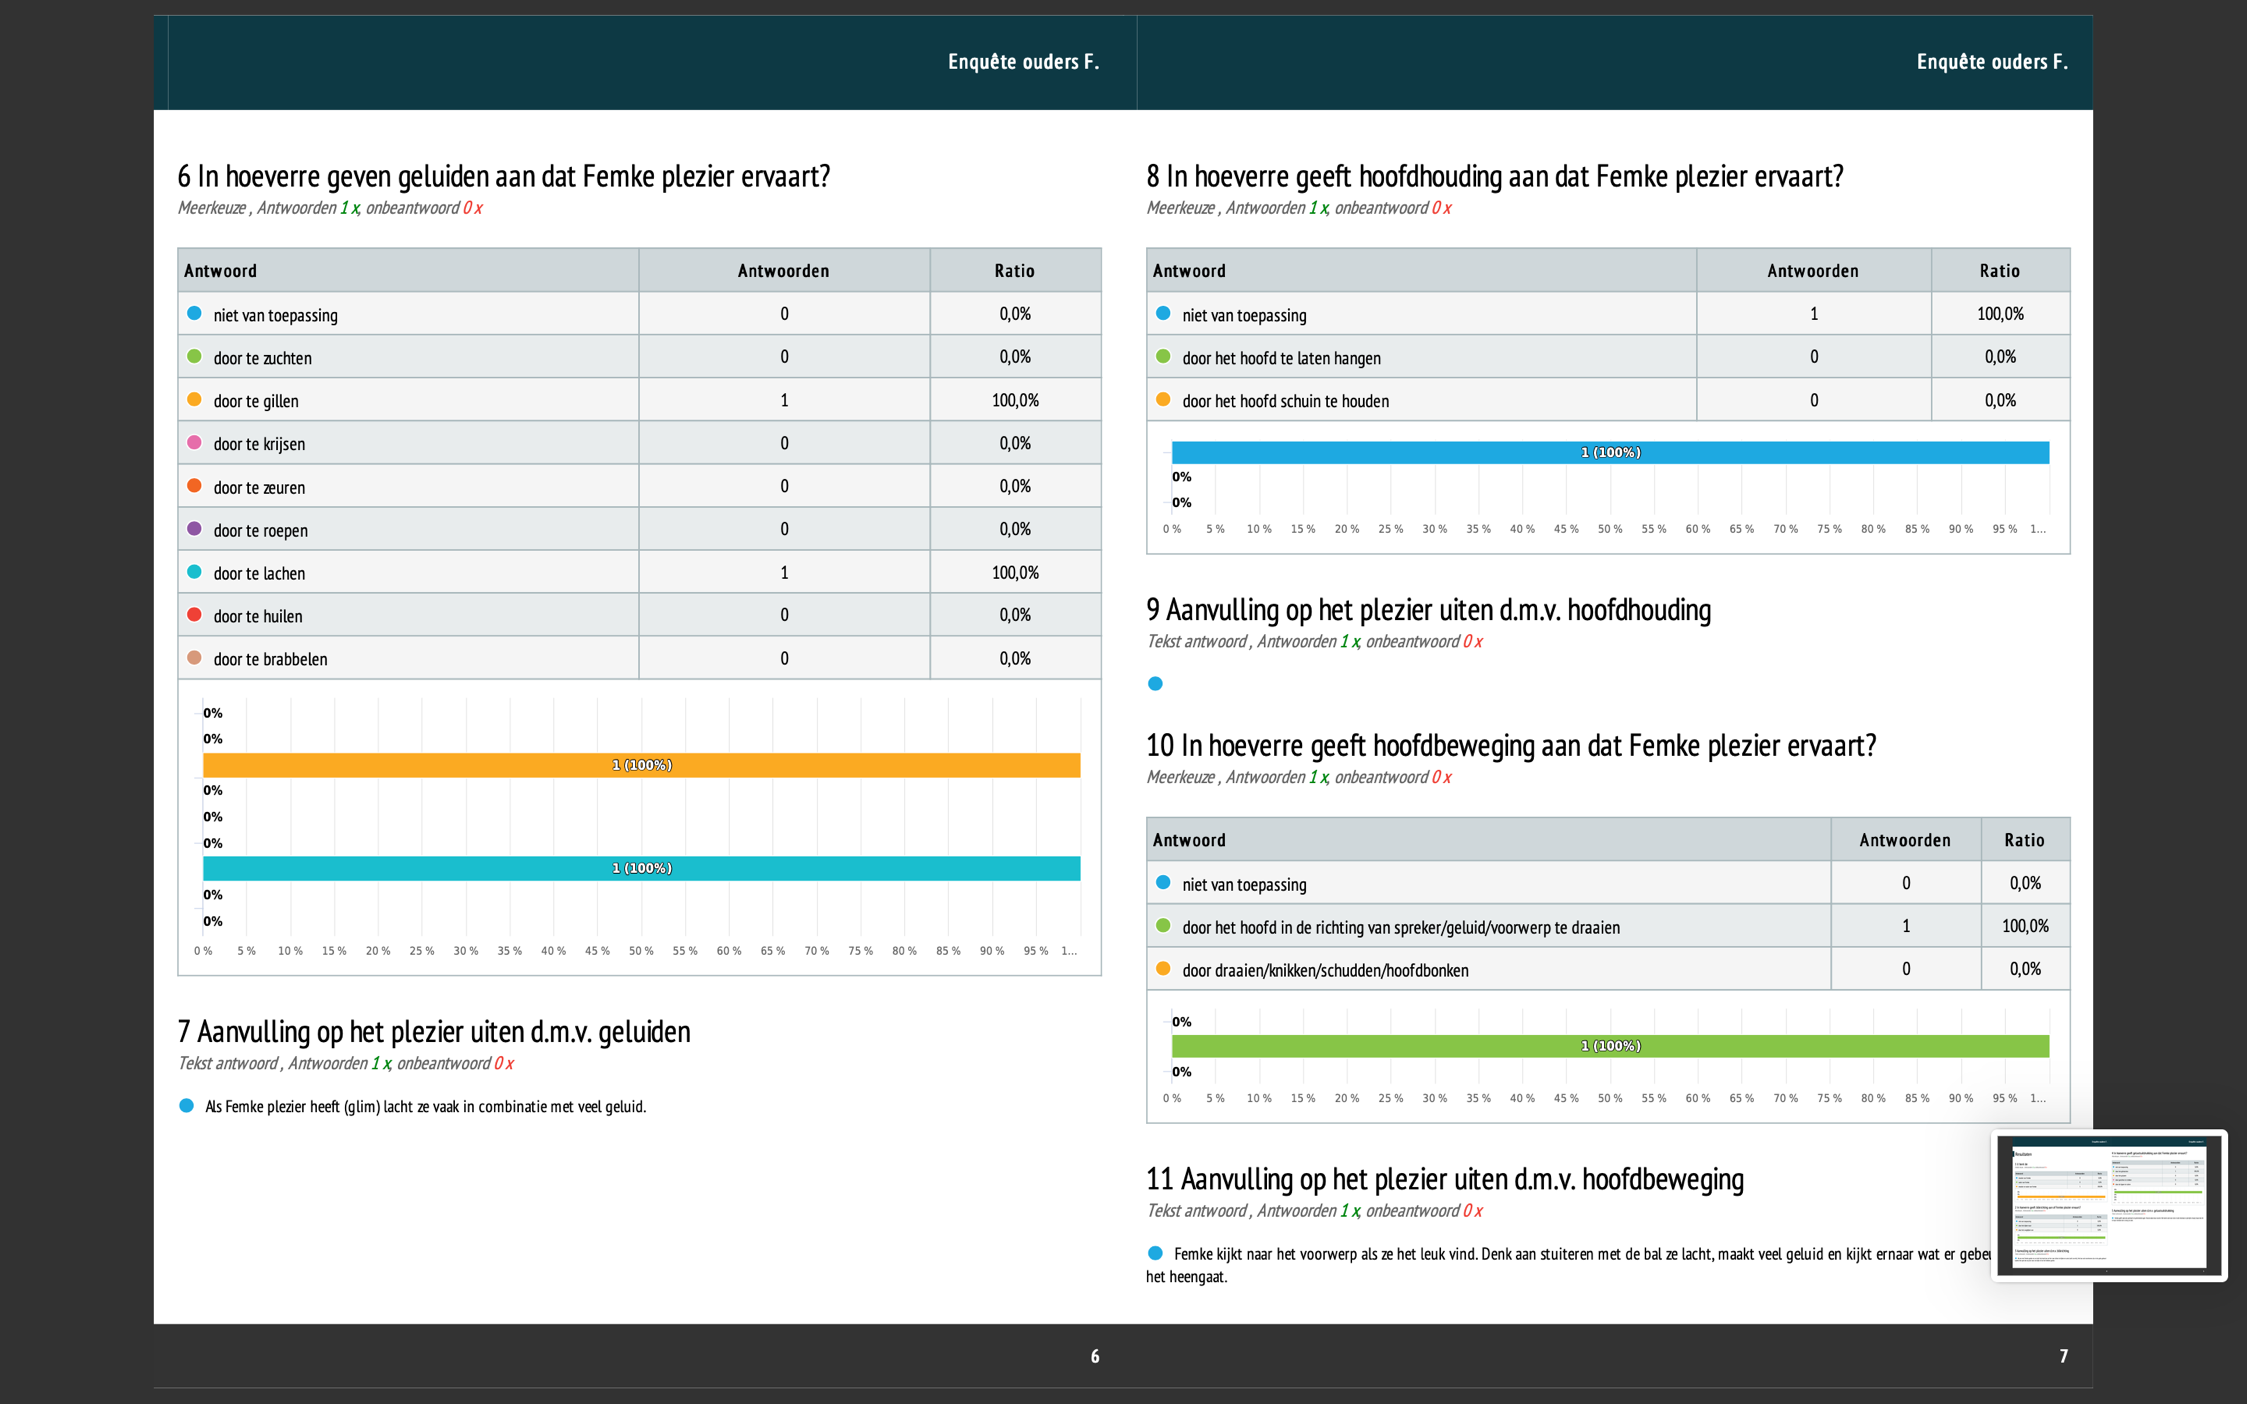 Enquête ouders F.
6 In hoeverre geven geluiden aan dat Femke plezier ervaart?
Meerkeuze , Antwoorden 1 x, onbeantwoord 0 x
Antwoord Antwoorden Ratio
niet van toepassing 0 0,0%
door te zuchten 0 0,0%
door te gillen 1 100,0%
door te krijsen 0 0,0%
door te zeuren 0 0,0%
door te roepen 0 0,0%
door te lachen 1 100,0%
door te huilen 0 0,0%
door te brabbelen 0 0,0%
0%
0%
1 (100%)
0%
0%
0%
1 (100%)
0%
0%
0 % 5 % 10 % 15 % 20 % 25 % 30 % 35 % 40 % 45 % 50 % 55 % 60 % 65 % 70 % 75 % 80 % 85 % 90 % 95 % 1...
7 Aanvulling op het plezier uiten d.m.v. geluiden
Tekst antwoord , Antwoorden 1 x, onbeantwoord 0 x
Als Femke plezier heeft (glim) lacht ze vaak in combinatie met veel geluid.
6
Enquête ouders F.
8 In hoeverre geeft hoofdhouding aan dat Femke plezier ervaart?
Meerkeuze , Antwoorden 1 x, onbeantwoord 0 x
Antwoord Antwoorden Ratio
niet van toepassing 1 100,0%
door het hoofd te laten hangen 0 0,0%
door het hoofd schuin te houden 0 0,0%
1 (100%)
0%
0%
0 % 5 % 10 % 15 % 20 % 25 % 30 % 35 % 40 % 45 % 50 % 55 % 60 % 65 % 70 % 75 % 80 % 85 % 90 % 95 % 1...
9 Aanvulling op het plezier uiten d.m.v. hoofdhouding
Tekst antwoord , Antwoorden 1 x, onbeantwoord 0 x
10 In hoeverre geeft hoofdbeweging aan dat Femke plezier ervaart?
Meerkeuze , Antwoorden 1 x, onbeantwoord 0 x
Antwoord Antwoorden Ratio
niet van toepassing 0 0,0%
door het hoofd in de richting van spreker/geluid/voorwerp te draaien 1 100,0%
door draaien/knikken/schudden/hoofdbonken 0 0,0%
0%
1 (100%)
0%
0 % 5 % 10 % 15 % 20 % 25 % 30 % 35 % 40 % 45 % 50 % 55 % 60 % 65 % 70 % 75 % 80 % 85 % 90 % 95 % 1...
11 Aanvulling op het plezier uiten d.m.v. hoofdbeweging
Tekst antwoord , Antwoorden 1 x, onbeantwoord 0 x
Femke kijkt naar het voorwerp als ze het leuk vind. Denk aan stuiteren met de bal ze lacht, maakt veel geluid en kijkt ernaar wat er
het heengaat.
7